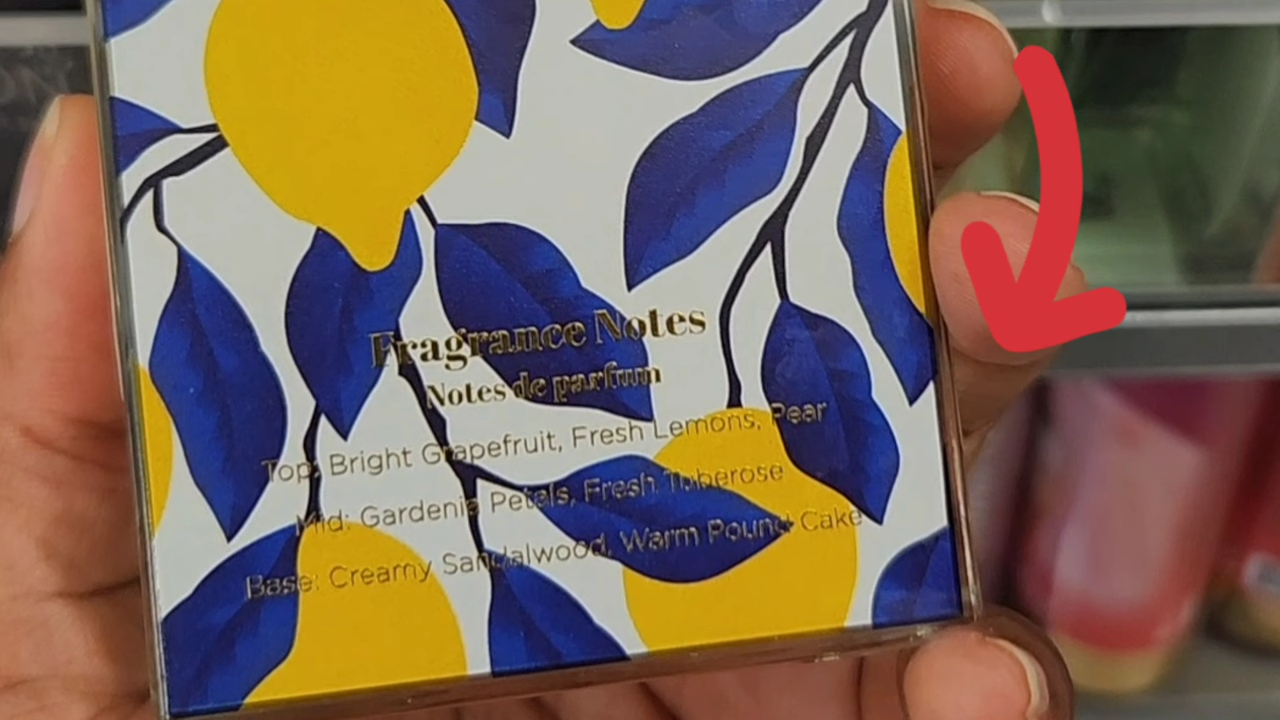 Fragrance Notes
Notes de parfum
Top: Bright Grapefruit, Fresh Lemons, Pear
Mid: Gardenia Petals, Fresh Tuberose
Base: Creamy Sandalwood, Warm Pound Cake